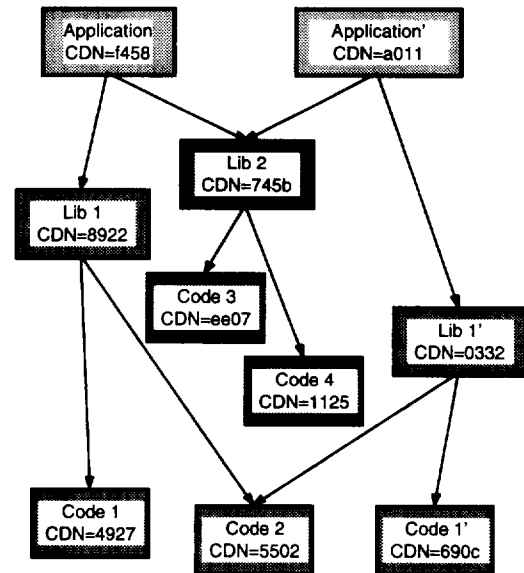 Application
CDN=f458
Application'
CDN=a011
Lib 2
CDN=745b
Lib 1
CDN=8922
Code 3
CDN=ee07
Lib 1'
CDN=0332
Code 4
CDN=1125
Code 1
CDN=4927
Code 2
CDN=5502
Code 1'
CDN=690c